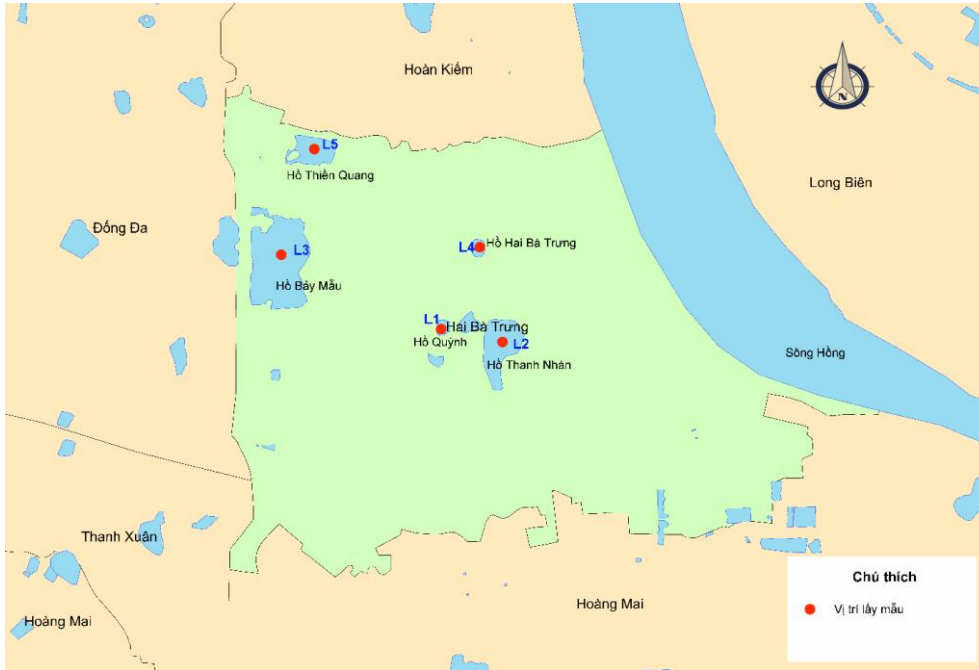 Hoàn Kiếm
N
L5
Hồ Thiền Quang
Long Biên
Đống Đa
L4
Hồ Hai Bà Trưng
L3
Hồ Bảy Mẫu
L1
Hai Bà Trưng
Hồ Quỳnh
L2
Hồ Thanh Nhàn
Sông Hồng
Thanh Xuân
Chú thích
Vị trí lấy mẫu
Hoàng Mai
Hoàng Mai